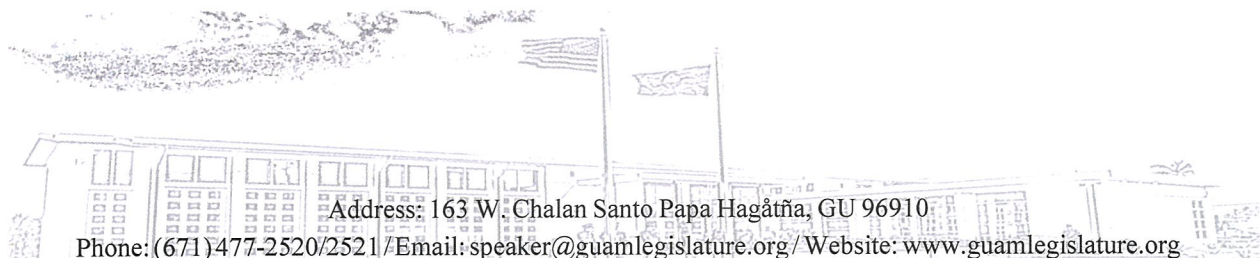 Address: 163 W. Chalan Santo Papa Hagåtña, GU 96910
Phone: (671)477-2520/2521 / Email: speaker@guamlegislature.org / Website: www.guamlegislature.org